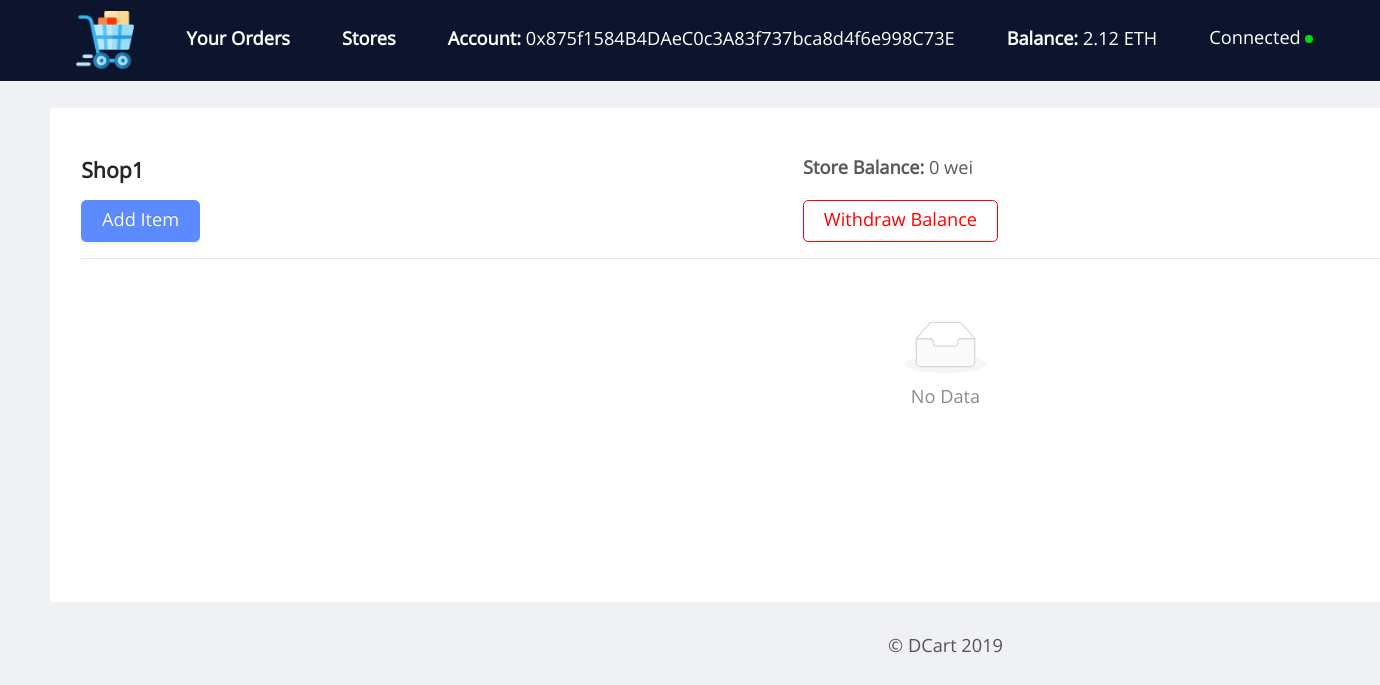 Your Orders Stores Account: 0x875f1584B4DAeC0c3A83f737bca8d4f6e998C73E Balance: 2.12 ETH Connected
Shop1 Store Balance: 0 wei
Add Item Withdraw Balance
No Data
© DCart 2019